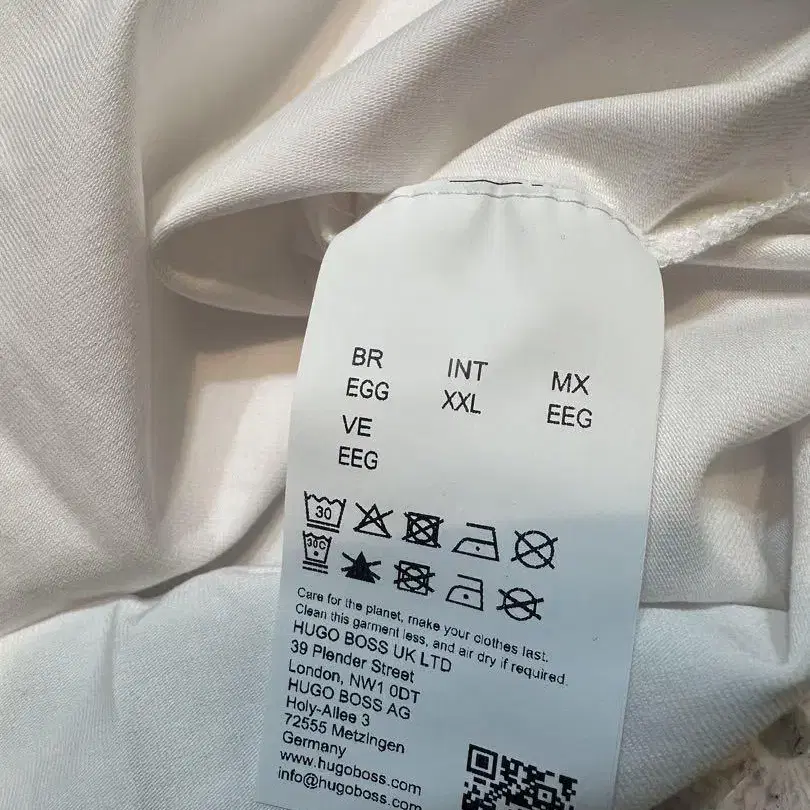 BR INT MX
EGG XXL EEG
VE
EEG
30
30C
Care for the planet, make your clothes last.
Clean this garment less, and air dry if required.
HUGO BOSS UK LTD
39 Plender Street
London, NW1 0DT
HUGO BOSS AG
Holy-Allee 3
72555 Metzingen
Germany
www.hugoboss.com
info@hugoboss.com